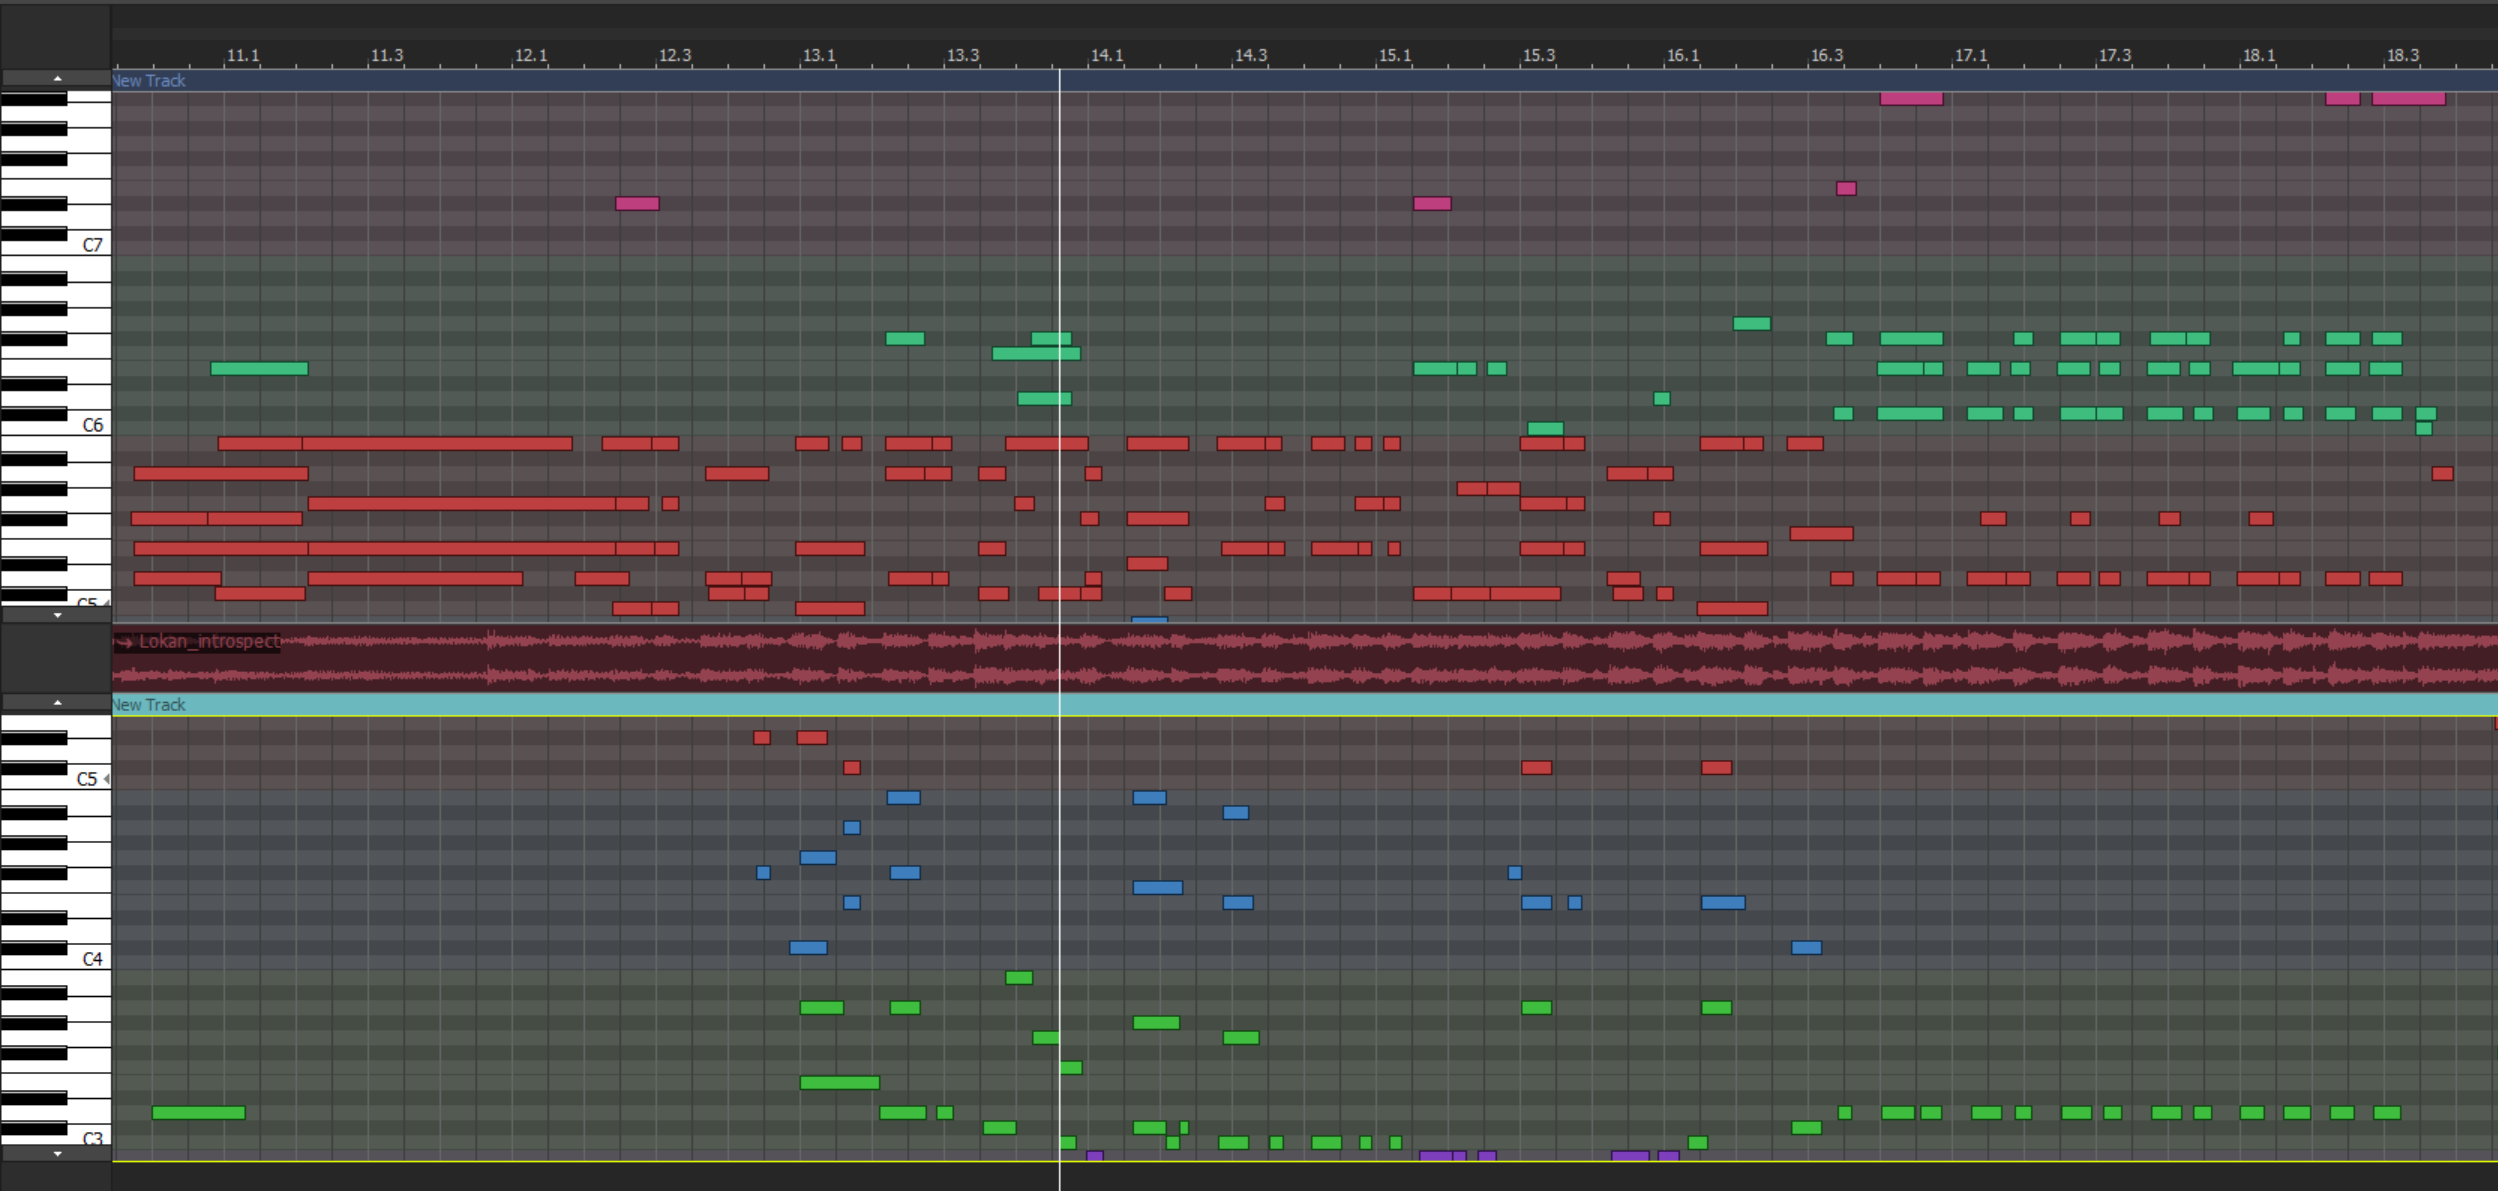 11.1 11.3 12.1 12.3 13.1 13.3 14.1 14.3 15.1 15.3 16.1 16.3 17.1 17.3 18.1 18.3
New Track
C7
C6
C5
Lokan_introspect
New Track
C5
C4
C3